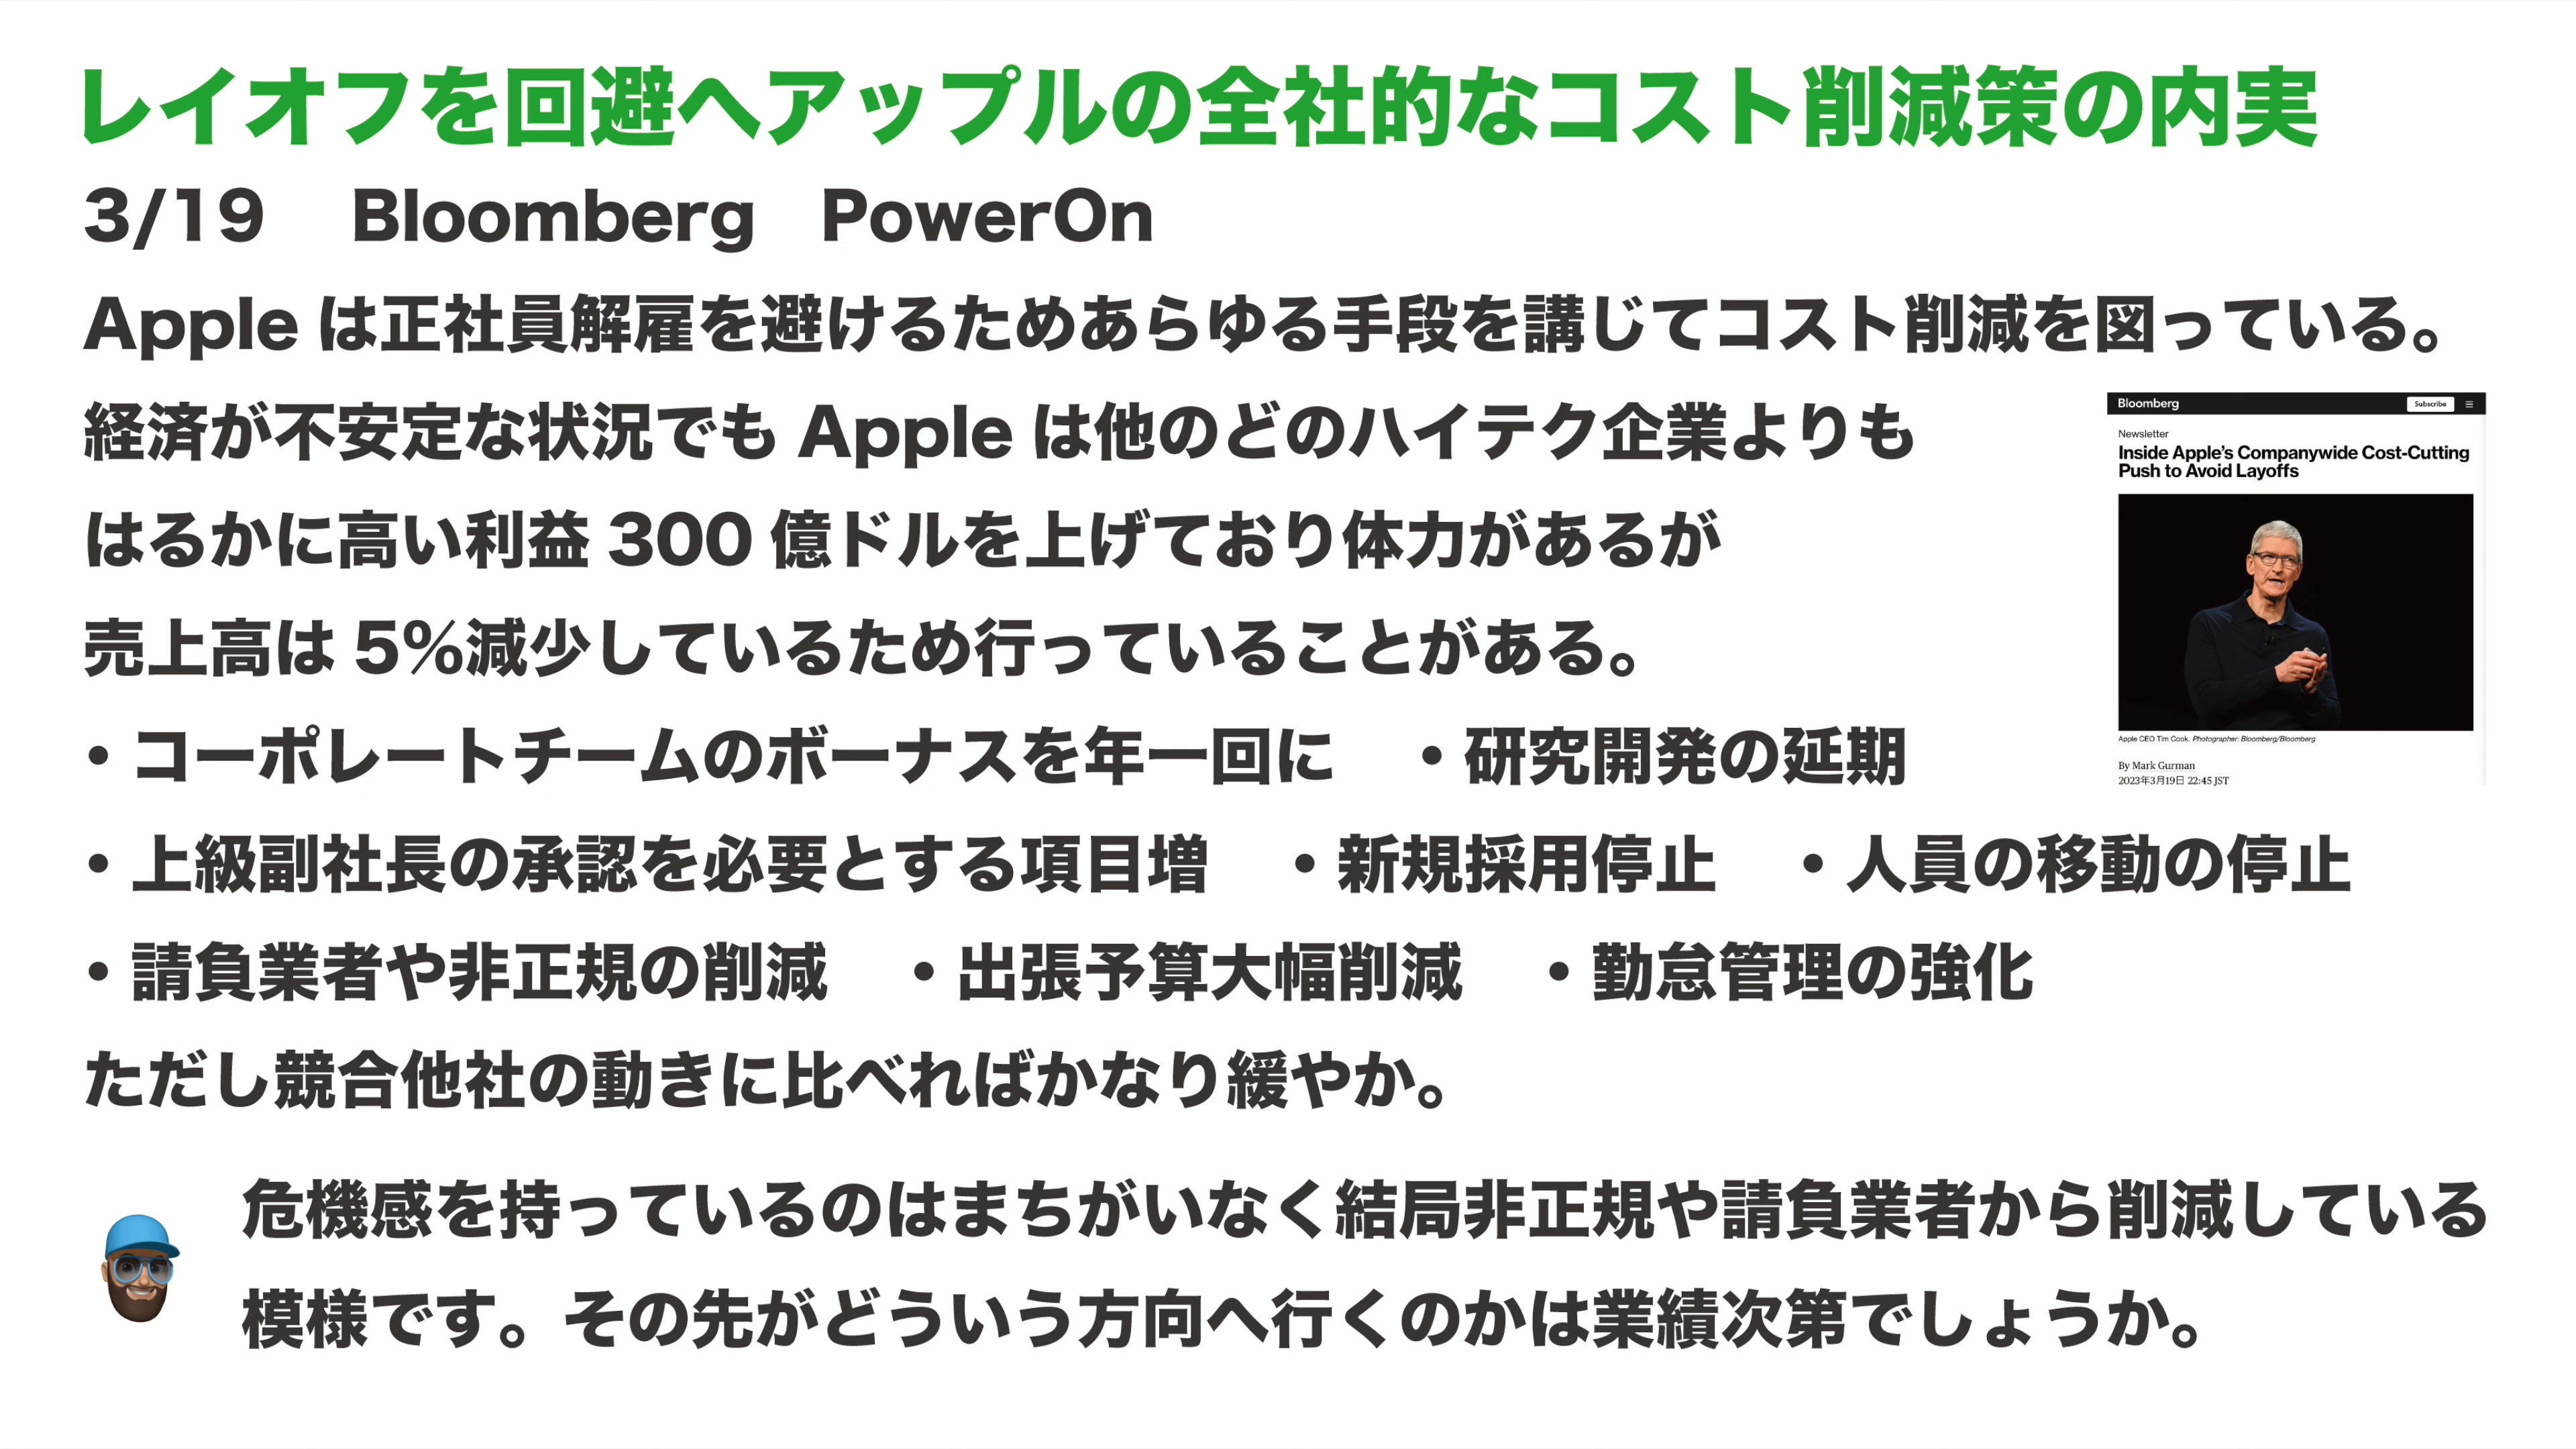 レイオフを回避へアップルの全社的なコスト削減策の内実
3/19　Bloomberg　PowerOn
Apple は正社員解雇を避けるためあらゆる手段を講じてコスト削減を図っている。
経済が不安定な状況でも Apple は他のどのハイテク企業よりも
はるかに高い利益 300 億ドルを上げており体力があるが
売上高は 5%減少しているため行っていることがある。
・コーポレートチームのボーナスを年一回に　・研究開発の延期
・上級副社長の承認を必要とする項目増　・新規採用停止　・人員の移動の停止
・請負業者や非正規の削減　・出張予算大幅削減　・勤怠管理の強化
ただし競合他社の動きに比べればかなり緩やか。
Bloomberg
Subscribe
Newsletter
Inside Apple's Companywide Cost-Cutting
Push to Avoid Layoffs
Apple CEO Tim Cook. Photographer: Bloomberg/Bloomberg
By Mark Gurman
2023年3月19日 22:45 JST
危機感を持っているのはまちがいなく結局非正規や請負業者から削減している
模様です。その先がどういう方向へ行くのかは業績次第でしょうか。